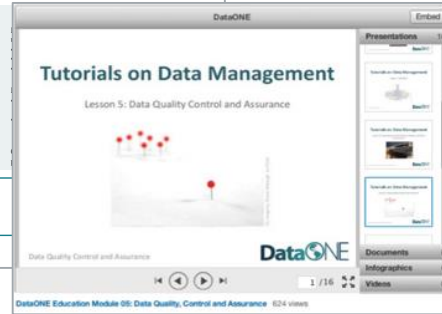 DataONE
Embed
Presentations
Tutorials on Data Management
Lesson 5: Data Quality Control and Assurance
Data Quality Control and Assurance
DataONE
1 /16
Documents
Infographics
Videos
DataONE Education Module 05: Data Quality, Control and Assurance 624 views